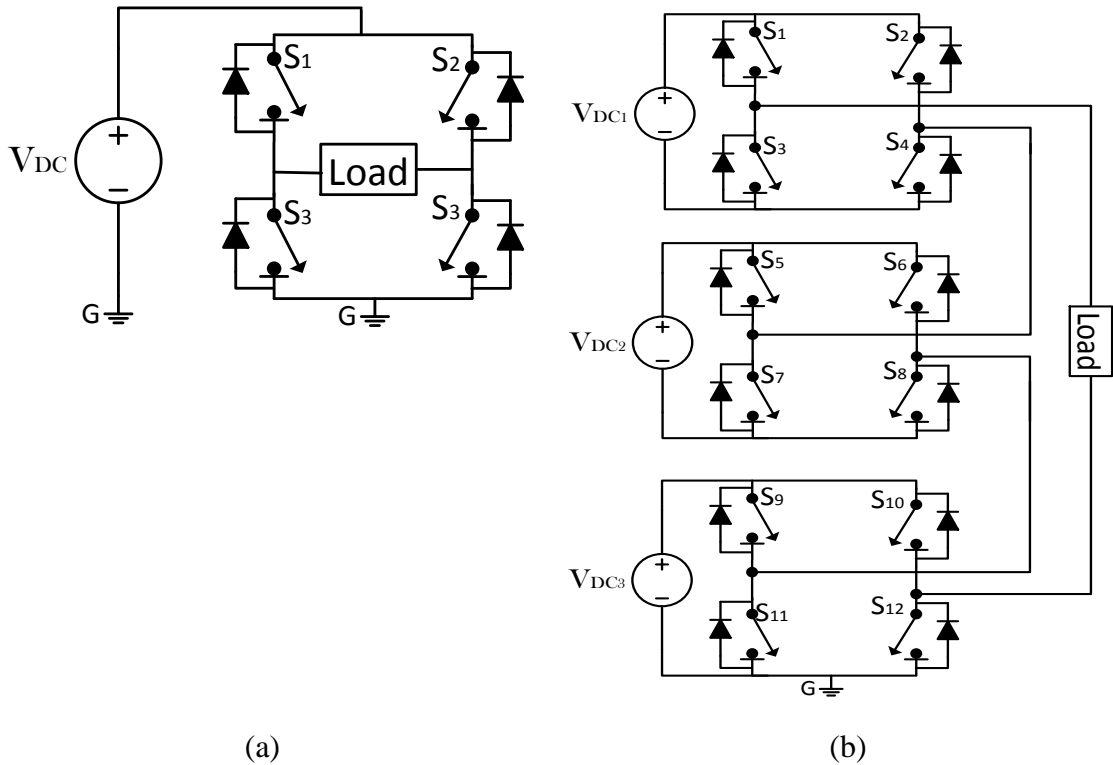 S1
S2
VDC
+
−
Load
S3
S3
G
G
(a)
S1
S2
VDC1
+
−
S3
S4
S5
S6
VDC2
+
−
S7
S8
Load
S9
S10
VDC3
+
−
S11
S12
G
(b)